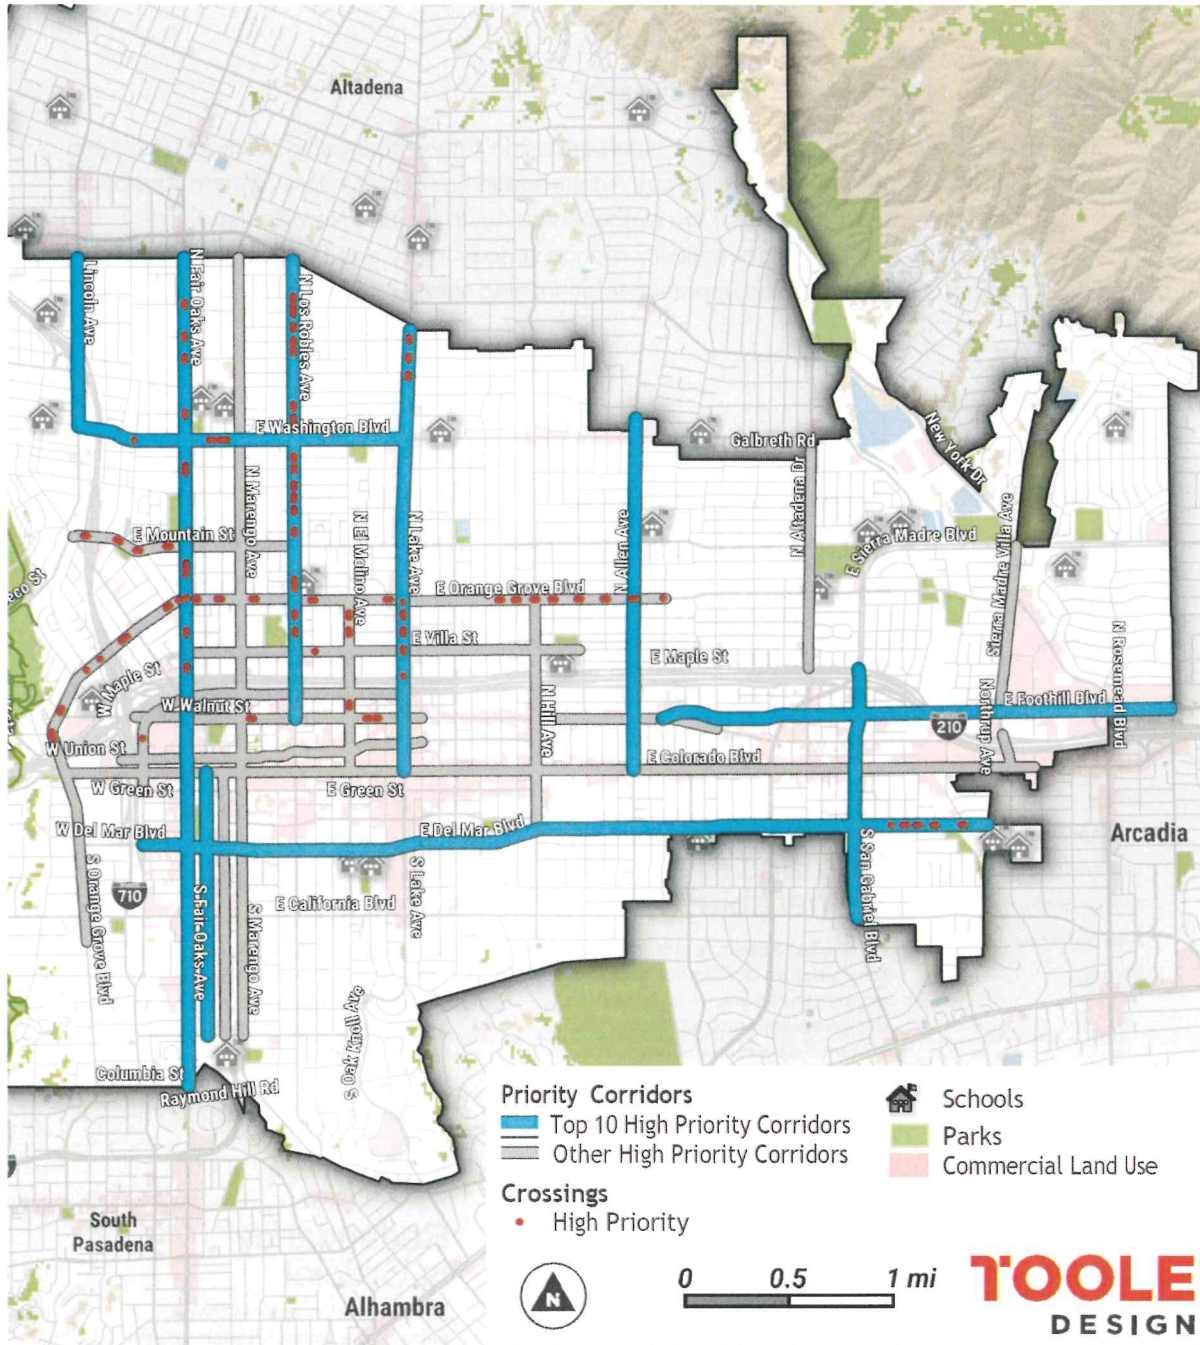 Altadena
Lincoln Ave
N Fair Oaks Ave
N Los Robles Ave
E Washington Blvd
Galbreth Rd
New York Dr
N Marengo Ave
N El Molino Ave
N Lake Ave
N Allen Ave
N Altadena Dr
E Sierra Madre Blvd
Sierra Madre Villa Ave
E Mountain St
E Orange Grove Blvd
eco St
E Villa St
E Maple St
W Maple St
W Walnut St
N Hill Ave
E Foothill Blvd
N Rosemead Blvd
210
Northrup Ave
W Union St
E Colorado Blvd
W Green St
E Green St
W Del Mar Blvd
E Del Mar Blvd
Arcadia
S Orange Grove Blvd
710
S Fair Oaks Ave
S Marengo Ave
E California Blvd
S Lake Ave
S San Gabriel Blvd
S Oak Knoll Ave
Columbia St
Raymond Hill Rd
South
Pasadena
Alhambra
Priority Corridors
Top 10 High Priority Corridors
Other High Priority Corridors
Crossings
High Priority
Schools
Parks
Commercial Land Use
N
0 0.5 1 mi
TOOLE
DESIGN